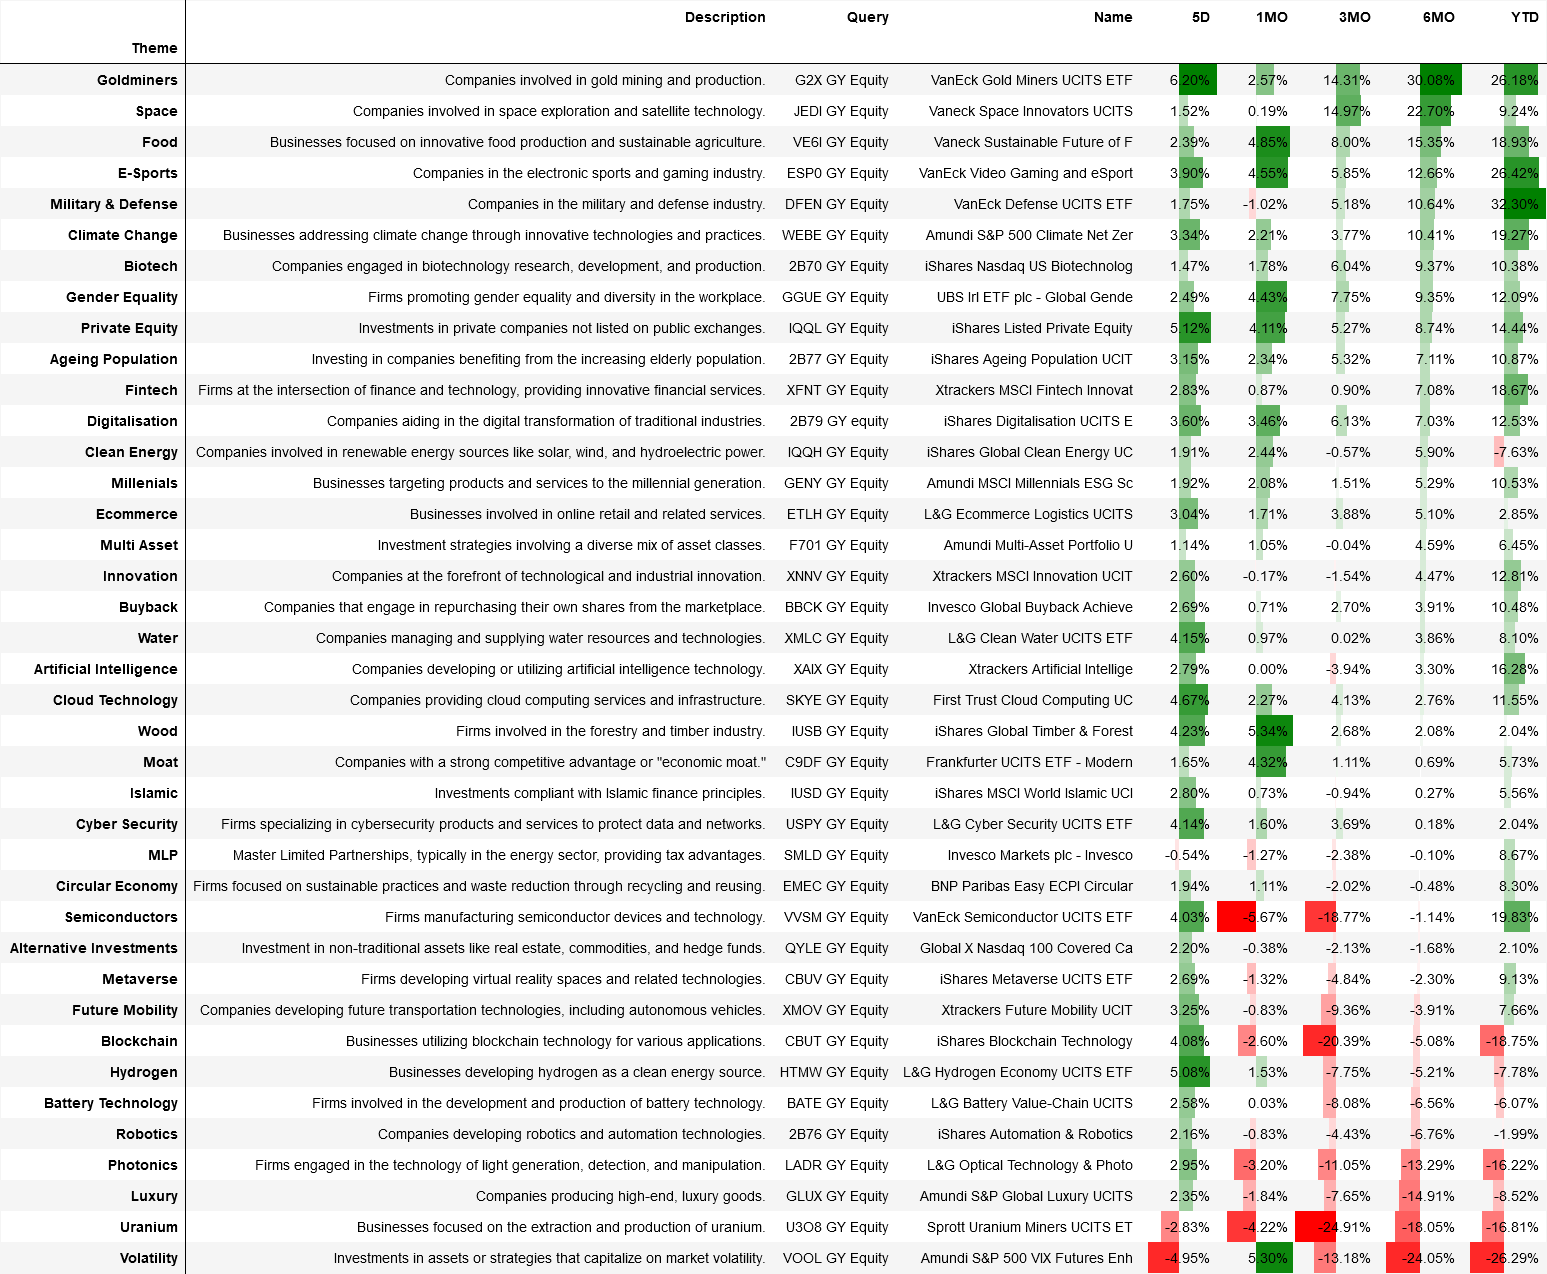 Description Query Name 5D 1MO 3MO 6MO YTD
Theme
Goldminers Companies involved in gold mining and production. G2X GY Equity VanEck Gold Miners UCITS ETF 6.20% 2.57% 14.31% 30.08% 26.18%
Space Companies involved in space exploration and satellite technology. JEDI GY Equity Vaneck Space Innovators UCITS 1.52% 0.19% 14.97% 22.70% 9.24%
Food Businesses focused on innovative food production and sustainable agriculture. VE6I GY Equity Vaneck Sustainable Future of F 2.39% 4.85% 8.00% 15.35% 18.93%
E-Sports Companies in the electronic sports and gaming industry. ESP0 GY Equity VanEck Video Gaming and eSport 3.90% 4.55% 5.85% 12.66% 26.42%
Military & Defense Companies in the military and defense industry. DFEN GY Equity VanEck Defense UCITS ETF 1.75% -1.02% 5.18% 10.64% 32.30%
Climate Change Businesses addressing climate change through innovative technologies and practices. WEBE GY Equity Amundi S&P 500 Climate Net Zer 3.34% 2.21% 3.77% 10.41% 19.27%
Biotech Companies engaged in biotechnology research, development, and production. 2B70 GY Equity iShares Nasdaq US Biotechnolog 1.47% 1.78% 6.04% 9.37% 10.38%
Gender Equality Firms promoting gender equality and diversity in the workplace. GGUE GY Equity UBS Irl ETF plc - Global Gende 2.49% 4.43% 7.75% 9.35% 12.09%
Private Equity Investments in private companies not listed on public exchanges. IQQL GY Equity iShares Listed Private Equity 5.12% 4.11% 5.27% 8.74% 14.44%
Ageing Population Investing in companies benefiting from the increasing elderly population. 2B77 GY Equity iShares Ageing Population UCIT 3.15% 2.34% 5.32% 7.11% 10.87%
Fintech Firms at the intersection of finance and technology, providing innovative financial services. XFNT GY Equity Xtrackers MSCI Fintech Innovat 2.83% 0.87% 0.90% 7.08% 18.67%
Digitalisation Companies aiding in the digital transformation of traditional industries. 2B79 GY equity iShares Digitalisation UCITS E 3.60% 3.46% 6.13% 7.03% 12.53%
Clean Energy Companies involved in renewable energy sources like solar, wind, and hydroelectric power. IQQH GY Equity iShares Global Clean Energy UC 1.91% 2.44% -0.57% 5.90% -7.63%
Millenials Businesses targeting products and services to the millennial generation. GENY GY Equity Amundi MSCI Millennials ESG Sc 1.92% 2.08% 1.51% 5.29% 10.53%
Ecommerce Businesses involved in online retail and related services. ETLH GY Equity L&G Ecommerce Logistics UCITS 3.04% 1.71% 3.88% 5.10% 2.85%
Multi Asset Investment strategies involving a diverse mix of asset classes. F701 GY Equity Amundi Multi-Asset Portfolio U 1.14% 1.05% -0.04% 4.59% 6.45%
Innovation Companies at the forefront of technological and industrial innovation. XNNV GY Equity Xtrackers MSCI Innovation UCIT 2.60% -0.17% -1.54% 4.47% 12.81%
Buyback Companies that engage in repurchasing their own shares from the marketplace. BBCK GY Equity Invesco Global Buyback Achieve 2.69% 0.71% 2.70% 3.91% 10.48%
Water Companies managing and supplying water resources and technologies. XMLC GY Equity L&G Clean Water UCITS ETF 4.15% 0.97% 0.02% 3.86% 8.10%
Artificial Intelligence Companies developing or utilizing artificial intelligence technology. XAIX GY Equity Xtrackers Artificial Intellige 2.79% 0.00% -3.94% 3.30% 16.28%
Cloud Technology Companies providing cloud computing services and infrastructure. SKYE GY Equity First Trust Cloud Computing UC 4.67% 2.27% 4.13% 2.76% 11.55%
Wood Firms involved in the forestry and timber industry. IUSB GY Equity iShares Global Timber & Forest 4.23% 5.34% 2.68% 2.08% 2.04%
Moat Companies with a strong competitive advantage or "economic moat." C9DF GY Equity Frankfurter UCITS ETF - Modern 1.65% 4.32% 1.11% 0.69% 5.73%
Islamic Investments compliant with Islamic finance principles. IUSD GY Equity iShares MSCI World Islamic UCI 2.80% 0.73% -0.94% 0.27% 5.56%
Cyber Security Firms specializing in cybersecurity products and services to protect data and networks. USPY GY Equity L&G Cyber Security UCITS ETF 4.14% 1.60% 3.69% 0.18% 2.04%
MLP Master Limited Partnerships, typically in the energy sector, providing tax advantages. SMLD GY Equity Invesco Markets plc - Invesco -0.54% -1.27% -2.38% -0.10% 8.67%
Circular Economy Firms focused on sustainable practices and waste reduction through recycling and reusing. EMEC GY Equity BNP Paribas Easy ECPI Circular 1.94% 1.11% -2.02% -0.48% 8.30%
Semiconductors Firms manufacturing semiconductor devices and technology. VVSM GY Equity VanEck Semiconductor UCITS ETF 4.03% -5.67% -18.77% -1.14% 19.83%
Alternative Investments Investment in non-traditional assets like real estate, commodities, and hedge funds. QYLE GY Equity Global X Nasdaq 100 Covered Ca 2.20% -0.38% -2.13% -1.68% 2.10%
Metaverse Firms developing virtual reality spaces and related technologies. CBUV GY Equity iShares Metaverse UCITS ETF 2.69% -1.32% -4.84% -2.30% 9.13%
Future Mobility Companies developing future transportation technologies, including autonomous vehicles. XMOV GY Equity Xtrackers Future Mobility UCIT 3.25% -0.83% -9.36% -3.91% 7.66%
Blockchain Businesses utilizing blockchain technology for various applications. CBUT GY Equity iShares Blockchain Technology 4.08% -2.60% -20.39% -5.08% -18.75%
Hydrogen Businesses developing hydrogen as a clean energy source. HTMW GY Equity L&G Hydrogen Economy UCITS ETF 5.08% 1.53% -7.75% -5.21% -7.78%
Battery Technology Firms involved in the development and production of battery technology. BATE GY Equity L&G Battery Value-Chain UCITS 2.58% 0.03% -8.08% -6.56% -6.07%
Robotics Companies developing robotics and automation technologies. 2B76 GY Equity iShares Automation & Robotics 2.16% -0.83% -4.43% -6.76% -1.99%
Photonics Firms engaged in the technology of light generation, detection, and manipulation. LADR GY Equity L&G Optical Technology & Photo 2.95% -3.20% -11.05% -13.29% -16.22%
Luxury Companies producing high-end, luxury goods. GLUX GY Equity Amundi S&P Global Luxury UCITS 2.35% -1.84% -7.65% -14.91% -8.52%
Uranium Businesses focused on the extraction and production of uranium. U3O8 GY Equity Sprott Uranium Miners UCITS ET -2.83% -4.22% -24.91% -18.05% -16.81%
Volatility Investments in assets or strategies that capitalize on market volatility. VOOL GY Equity Amundi S&P 500 VIX Futures Enh -4.95% 5.30% -13.18% -24.05% -26.29%